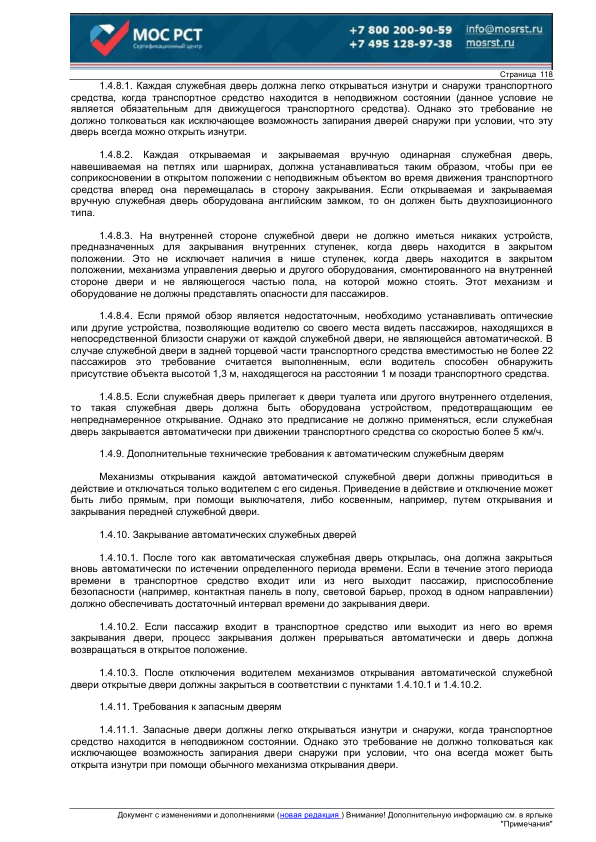 МОС РСТ
Сертификационный центр
+7 800 200-90-59 info@mosrst.ru
+7 495 128-97-38 mosrst.ru
Страница 118
1.4.8.1. Каждая служебная дверь должна легко открываться изнутри и снаружи транспортного
средства, когда транспортное средство находится в неподвижном состоянии (данное условие не
является обязательным для движущегося транспортного средства). Однако это требование не
должно толковаться как исключающее возможность запирания дверей снаружи при условии, что эту
дверь всегда можно открыть изнутри.
1.4.8.2. Каждая открываемая и закрываемая вручную одинарная служебная дверь,
навешиваемая на петлях или шарнирах, должна устанавливаться таким образом, чтобы при ее
соприкосновении в открытом положении с неподвижным объектом во время движения транспортного
средства вперед она перемещалась в сторону закрывания. Если открываемая и закрываемая
вручную служебная дверь оборудована английским замком, то он должен быть двухпозиционного
типа.
1.4.8.3. На внутренней стороне служебной двери не должно иметься никаких устройств,
предназначенных для закрывания внутренних ступенек, когда дверь находится в закрытом
положении. Это не исключает наличия в нише ступенек, когда дверь находится в закрытом
положении, механизма управления дверью и другого оборудования, смонтированного на внутренней
стороне двери и не являющегося частью пола, на которой можно стоять. Этот механизм и
оборудование не должны представлять опасности для пассажиров.
1.4.8.4. Если прямой обзор является недостаточным, необходимо устанавливать оптические
или другие устройства, позволяющие водителю со своего места видеть пассажиров, находящихся в
непосредственной близости снаружи от каждой служебной двери, не являющейся автоматической. В
случае служебной двери в задней торцевой части транспортного средства вместимостью не более 22
пассажиров это требование считается выполненным, если водитель способен обнаружить
присутствие объекта высотой 1,3 м, находящегося на расстоянии 1 м позади транспортного средства.
1.4.8.5. Если служебная дверь прилегает к двери туалета или другого внутреннего отделения,
то такая служебная дверь должна быть оборудована устройством, предотвращающим ее
непреднамеренное открывание. Однако это предписание не должно применяться, если служебная
дверь закрывается автоматически при движении транспортного средства со скоростью более 5 км/ч.
1.4.9. Дополнительные технические требования к автоматическим служебным дверям
Механизмы открывания каждой автоматической служебной двери должны приводиться в
действие и отключаться только водителем с его сиденья. Приведение в действие и отключение может
быть либо прямым, при помощи выключателя, либо косвенным, например, путем открывания и
закрывания передней служебной двери.
1.4.10. Закрывание автоматических служебных дверей
1.4.10.1. После того как автоматическая служебная дверь открылась, она должна закрыться
вновь автоматически по истечении определенного периода времени. Если в течение этого периода
времени в транспортное средство входит или из него выходит пассажир, приспособление
безопасности (например, контактная панель в полу, световой барьер, проход в одном направлении)
должно обеспечивать достаточный интервал времени до закрывания двери.
1.4.10.2. Если пассажир входит в транспортное средство или выходит из него во время
закрывания двери, процесс закрывания должен прерываться автоматически и дверь должна
возвращаться в открытое положение.
1.4.10.3. После отключения водителем механизмов открывания автоматической служебной
двери открытые двери должны закрыться в соответствии с пунктами 1.4.10.1 и 1.4.10.2.
1.4.11. Требования к запасным дверям
1.4.11.1. Запасные двери должны легко открываться изнутри и снаружи, когда транспортное
средство находится в неподвижном состоянии. Однако это требование не должно толковаться как
исключающее возможность запирания двери снаружи при условии, что она всегда может быть
открыта изнутри при помощи обычного механизма открывания двери.
Документ с изменениями и дополнениями (новая редакция ) Внимание! Дополнительную информацию см. в ярлыке
"Примечания"